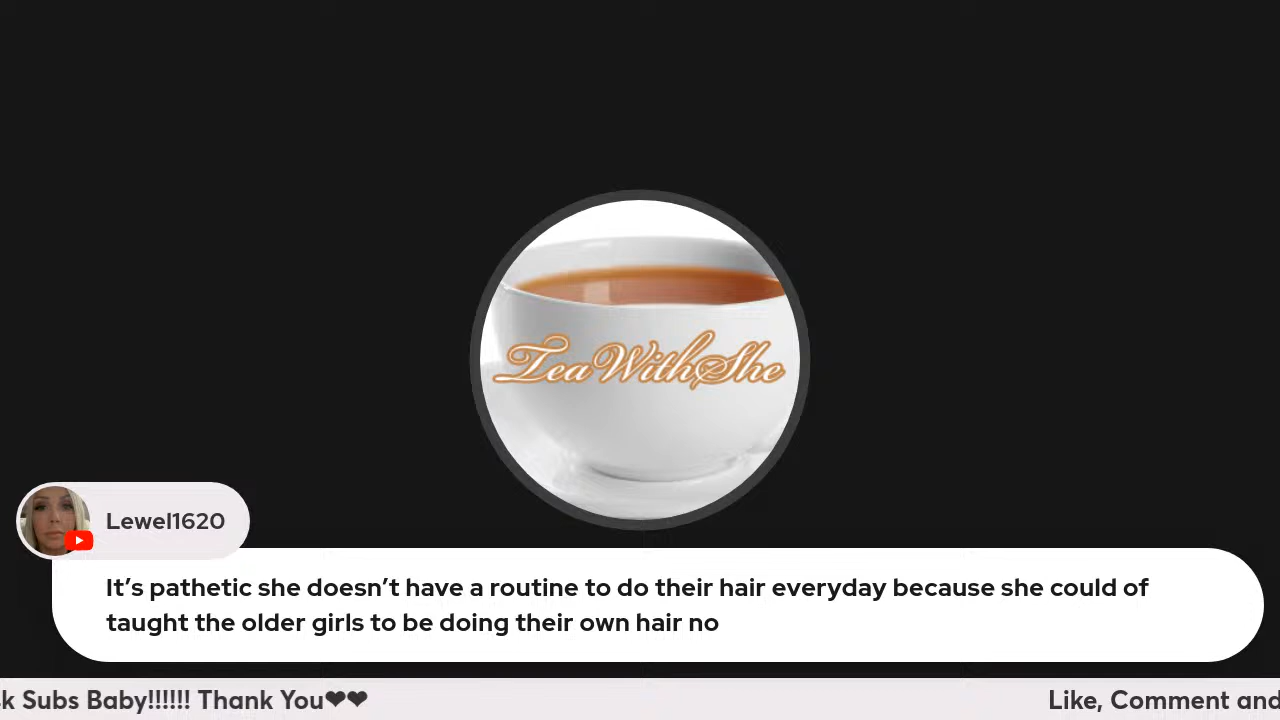 TeaWithShe
Lewel1620
It’s pathetic she doesn’t have a routine to do their hair everyday because she could of
taught the older girls to be doing their own hair no
k Subs Baby!!!!!! Thank You❤❤
Like, Comment and